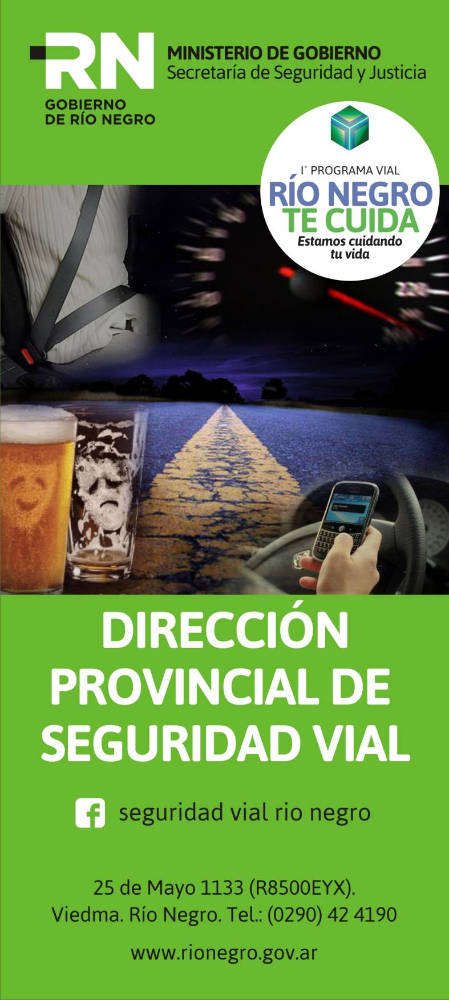 RN
GOBIERNO
DE RÍO NEGRO
MINISTERIO DE GOBIERNO
Secretaría de Seguridad y Justicia
I° PROGRAMA VIAL
RÍO NEGRO
TE CUIDA
Estamos cuidando
tu vida
220
DIRECCIÓN
PROVINCIAL DE
SEGURIDAD VIAL
seguridad vial rio negro
25 de Mayo 1133 (R8500EYX).
Viedma. Río Negro. Tel.: (0290) 42 4190
www.rionegro.gov.ar